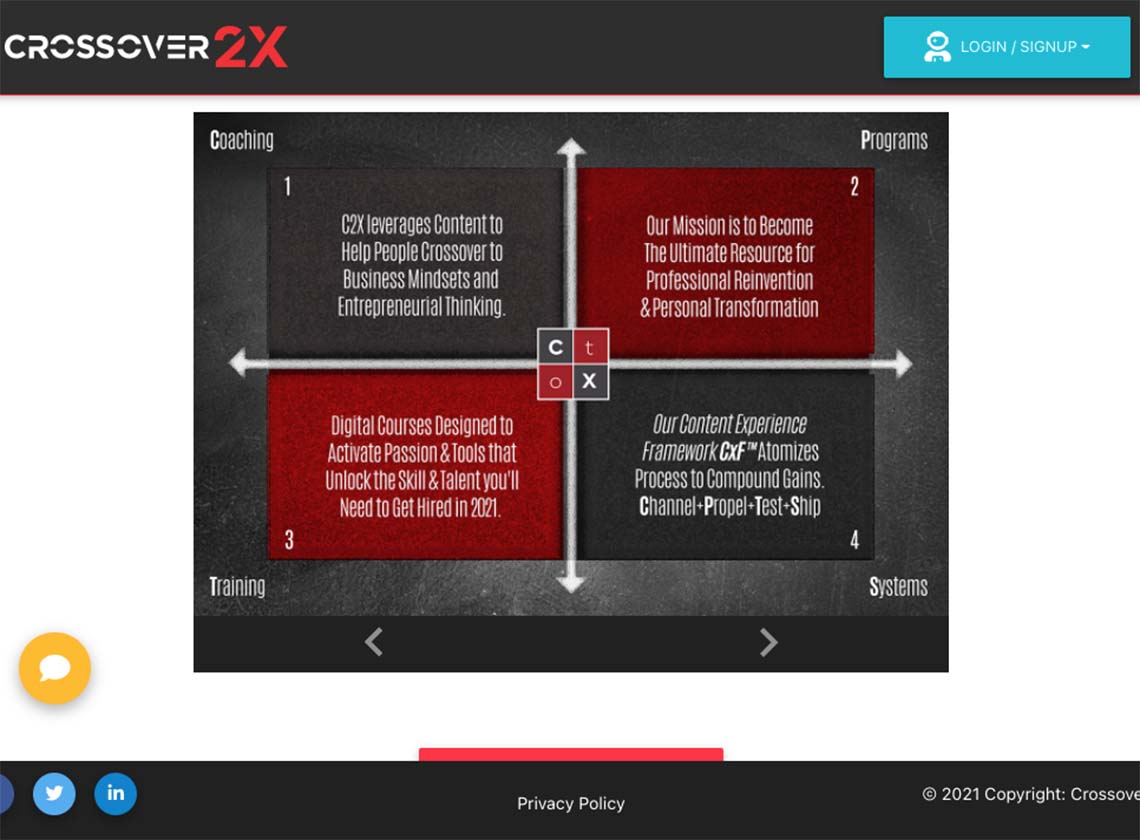 CROSSOVER2X
LOGIN / SIGNUP
Coaching
Programs
1
C2X leverages Content to
Help People Crossover to
Business Mindsets and
Entrepreneurial Thinking.
2
Our Mission is to Become
The Ultimate Resource for
Professional Reinvention
& Personal Transformation
C t
o X
Digital Courses Designed to
Activate Passion & Tools that
Unlock the Skill & Talent you'll
Need to Get Hired in 2021.
3
Our Content Experience
Framework CxF™ Atomizes
Process to Compound Gains.
Channel+Propel+Test+Ship
4
Training
Systems
in
Privacy Policy
© 2021 Copyright: Crossove